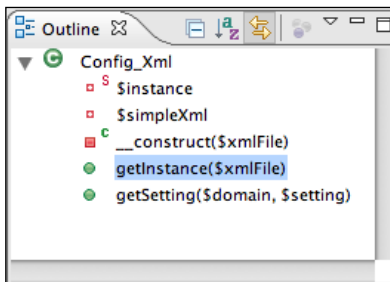 Outline
a z
C Config_Xml
S $instance
$simpleXml
C __construct($xmlFile)
getInstance($xmlFile)
getSetting($domain, $setting)